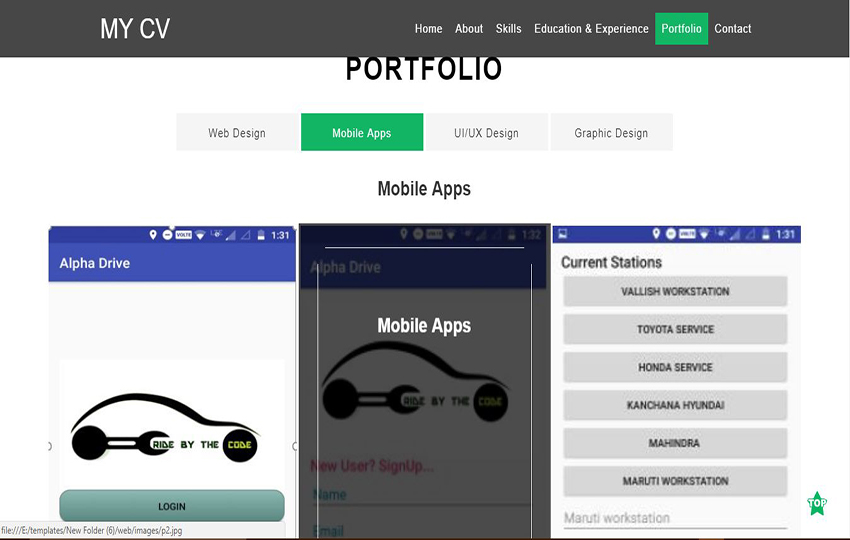 MY CV
Home About Skills Education & Experience Portfolio Contact
PORTFOLIO
Web Design Mobile Apps UI/UX Design Graphic Design
Mobile Apps
VOLTE 1:31
Alpha Drive
RIDE BY THE CODE
LOGIN
1:32
Alpha Drive
Mobile Apps
RIDE BY THE CODE
New User? SignUp...
Name
Email
VOLTE 1:31
Current Stations
VALLISH WORKSTATION
TOYOTA SERVICE
HONDA SERVICE
KANCHANA HYUNDAI
MAHINDRA
MARUTI WORKSTATION
Maruti workstation
TOP
file:///E:/templates/New Folder (6)/web/images/p2.jpg